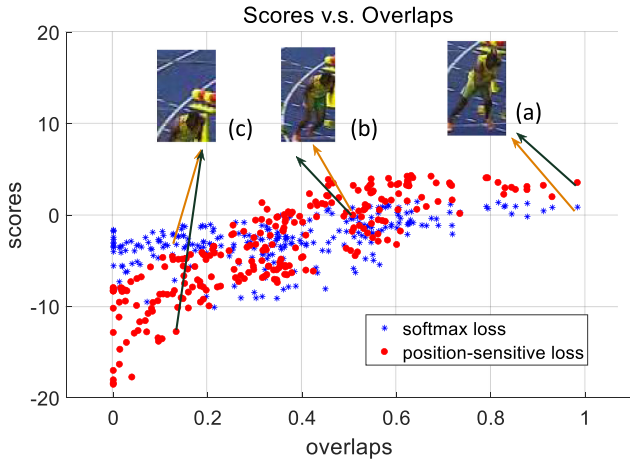 Scores v.s. Overlaps
20
10
0
-10
-20
scores
(c)
(b)
(a)
softmax loss
position-sensitive loss
0
0.2
0.4
0.6
0.8
1
overlaps